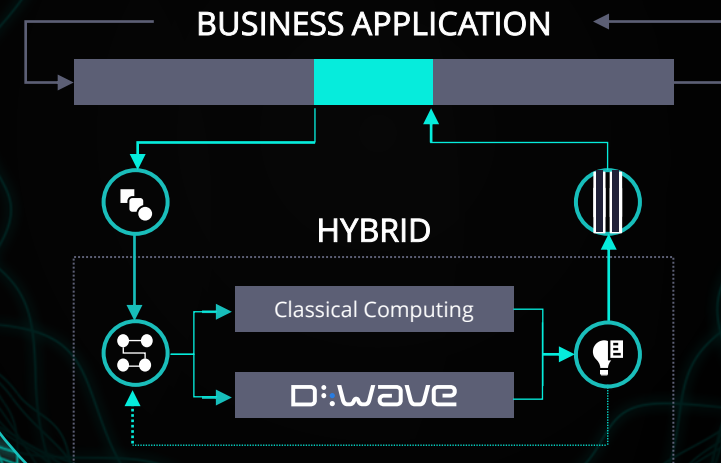 BUSINESS APPLICATION
HYBRID
Classical Computing
D:wave